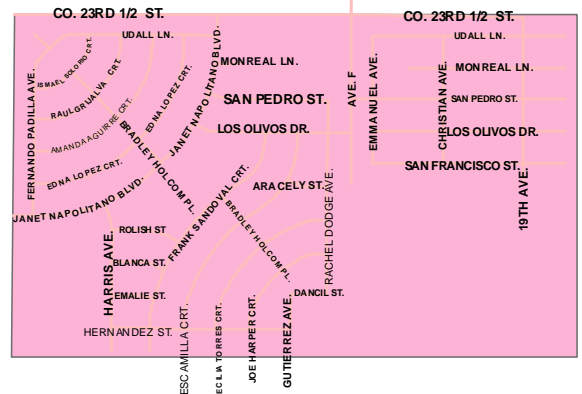 CO. 23RD 1/2 ST.
CO. 23RD 1/2 ST.
UDALL LN.
UDALL LN.
ISMAEL SOLORIO CRT.
RAUL GRIJALVA CRT.
AMANDA AGUIRRE CRT.
EDNA LOPEZ CRT.
JANET NAPOLITANO BLVD.
MONREAL LN.
MONREAL LN.
FERNANDO PADILLA AVE.
BRADLEY HOLCOM PL.
SAN PEDRO ST.
AVE. F
EMMANUEL AVE.
CHRISTIAN AVE.
SAN PEDRO ST.
LOS OLIVOS DR.
LOS OLIVOS DR.
EDNA LOPEZ CRT.
SAN FRANCISCO ST.
JANET NAPOLITANO BLVD.
FRANK SANDOVAL CRT.
ARACELY ST.
BRADLEY HOLCOM PL.
RACHEL DODGE AVE.
19TH AVE.
HARRIS AVE.
ROLISH ST
BLANCA ST.
EMALIE ST.
DANCIL ST.
HERNANDEZ ST.
ESCAMILLA CRT.
ECILIA TORRES CRT.
JOE HARPER CRT.
GUTIERREZ AVE.